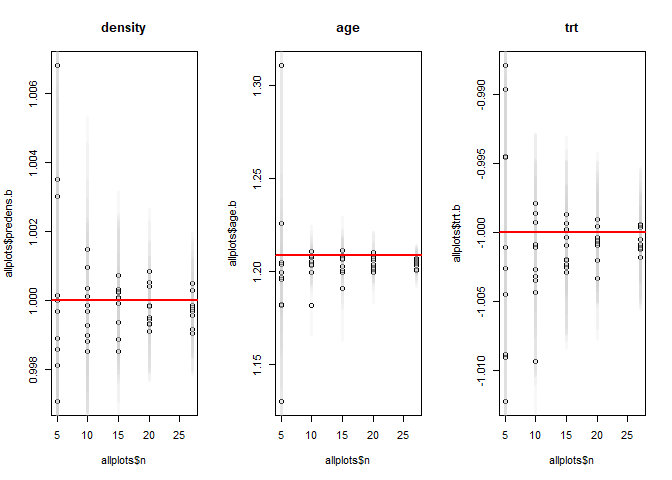 density
allplots$predens.b
0.998 1.000 1.002 1.004 1.006
5 10 15 20 25
allplots$n
age
allplots$age.b
1.15 1.20 1.25 1.30
5 10 15 20 25
allplots$n
trt
allplots$trt.b
-1.010 -1.005 -1.000 -0.995 -0.990
5 10 15 20 25
allplots$n